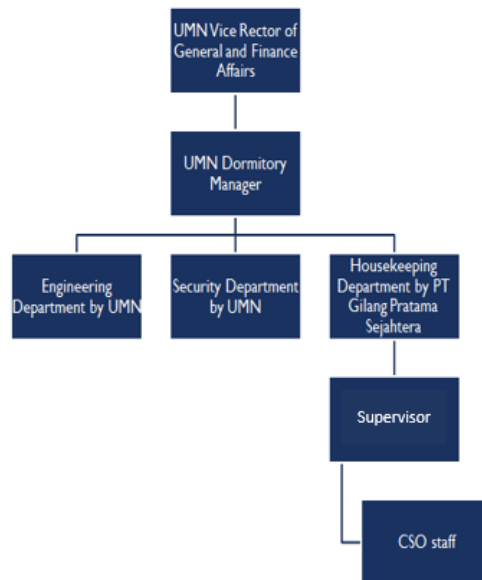 UMN Vice Rector of
General and Finance
Affairs
UMN Dormitory
Manager
Engineering
Department by UMN
Security Department
by UMN
Housekeeping
Department by PT
Gilang Pratama
Sejahtera
Supervisor
CSO staff